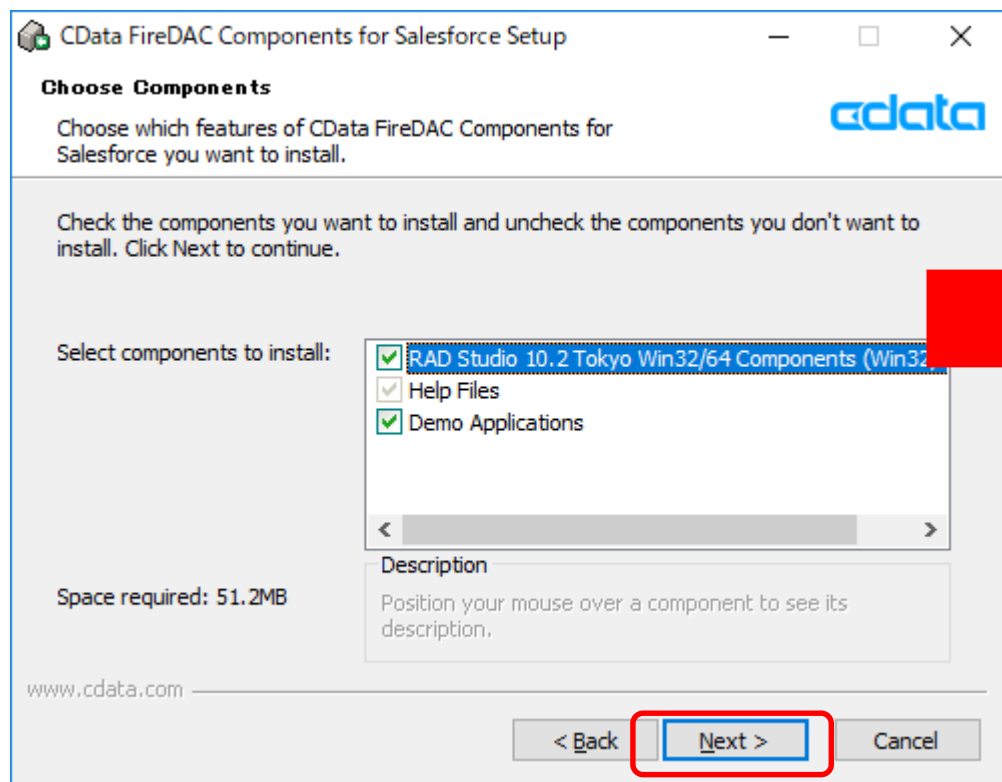 CData FireDAC Components for Salesforce Setup
Choose Components
Choose which features of CData FireDAC Components for
Salesforce you want to install.
cdata
Check the components you want to install and uncheck the components you don't want to
install. Click Next to continue.
Select components to install:
RAD Studio 10.2 Tokyo Win32/64 Components (Win32
Help Files
Demo Applications
Space required: 51.2MB
Description
Position your mouse over a component to see its
description.
www.cdata.com
< Back
Next >
Cancel